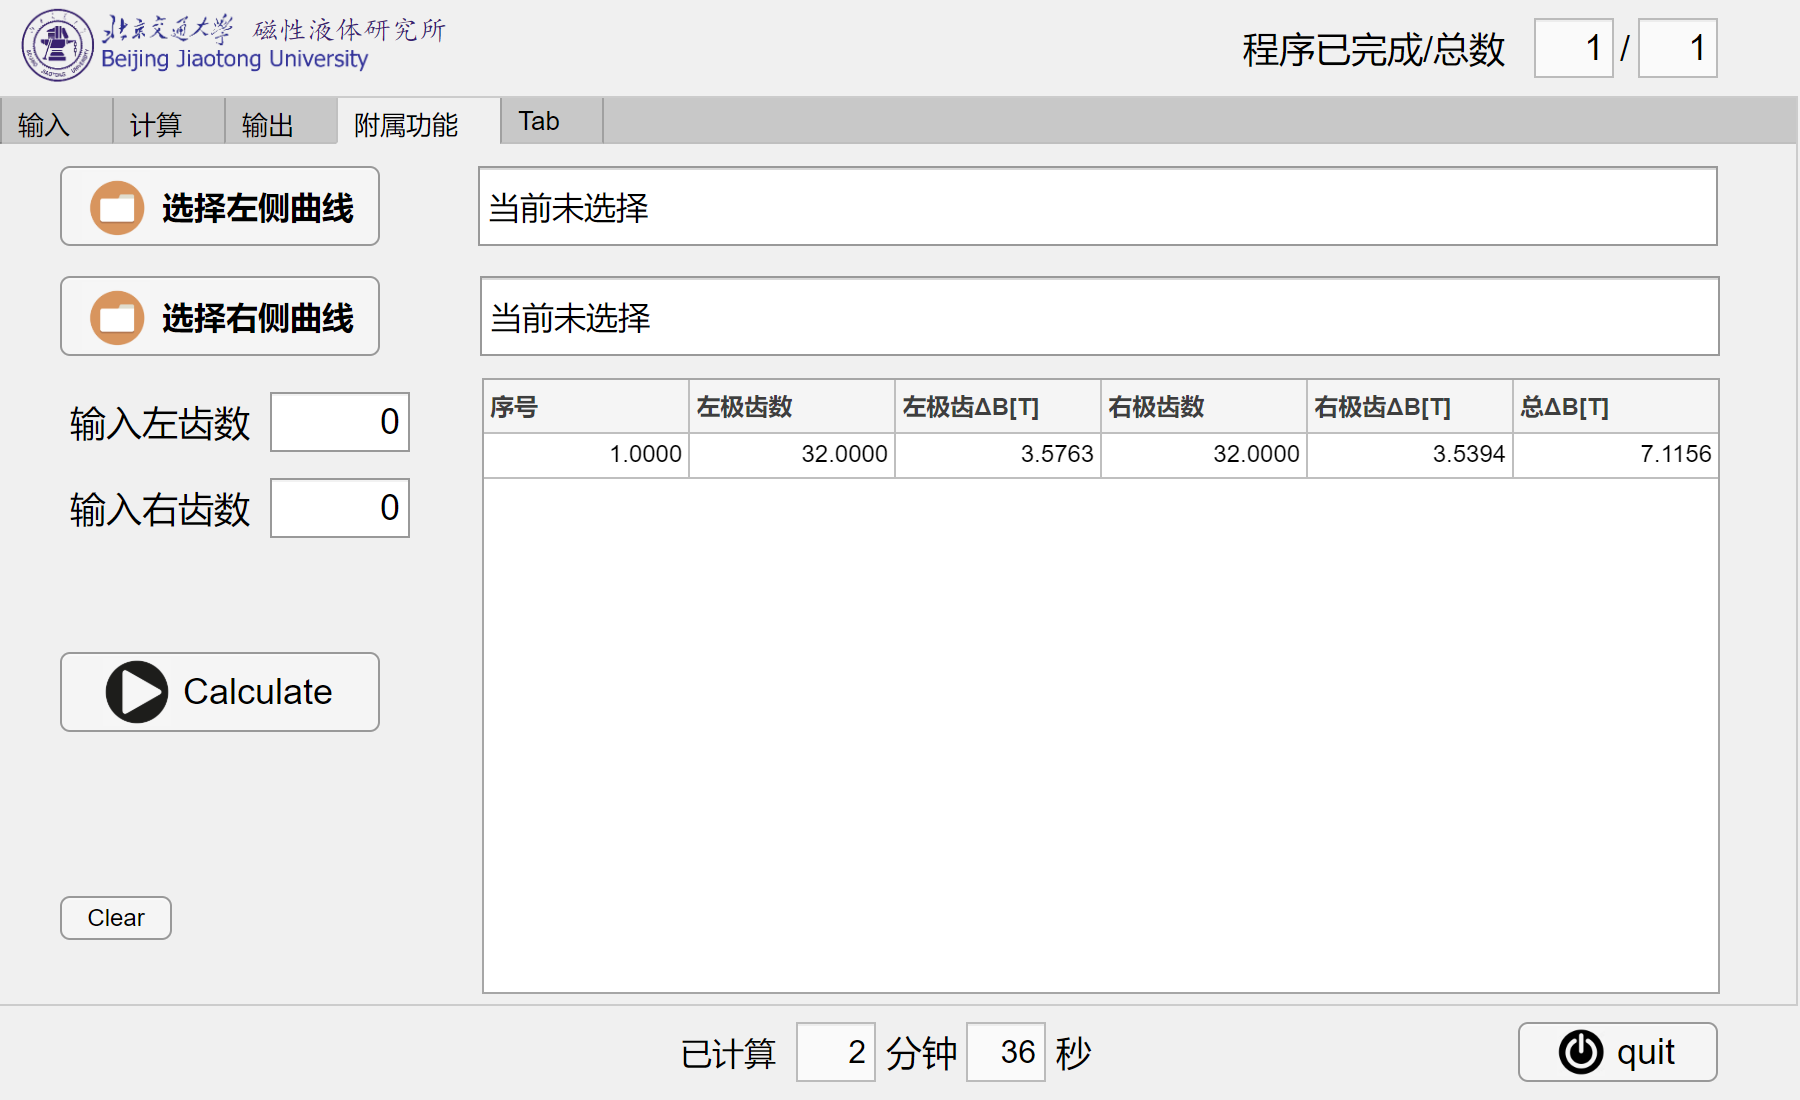 北京交通大学 磁性液体研究所
Beijing Jiaotong University
程序已完成/总数 1 / 1
输入 计算 输出 附属功能 Tab
选择左侧曲线 当前未选择
选择右侧曲线 当前未选择
输入左齿数 0
输入右齿数 0
序号 左极齿数 左极齿ΔB[T] 右极齿数 右极齿ΔB[T] 总ΔB[T]
1.0000 32.0000 3.5763 32.0000 3.5394 7.1156
Calculate
Clear
已计算 2 分钟 36 秒
quit